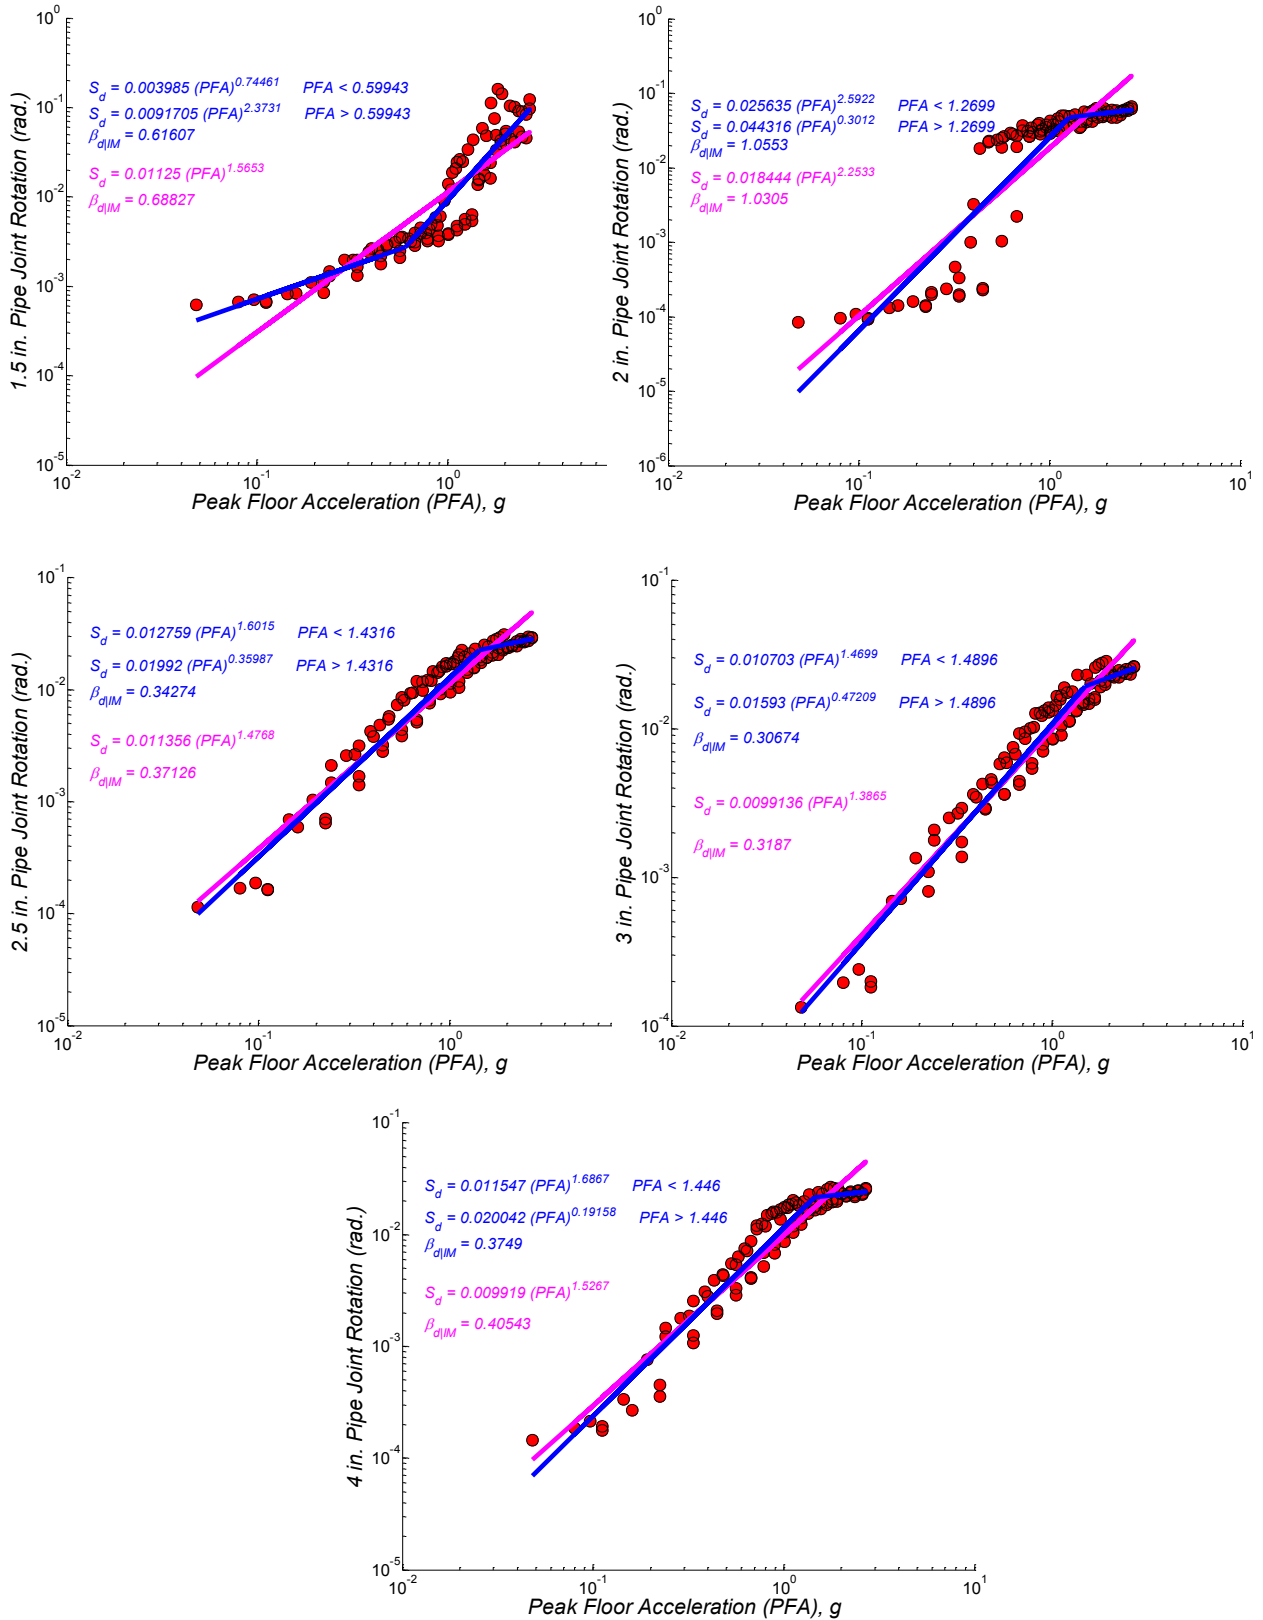 10^0
10^-1
10^-2
10^-3
10^-4
10^-5
10^-2
10^-1
10^0
1.5 in. Pipe Joint Rotation (rad.)
Peak Floor Acceleration (PFA), g
S_d = 0.003985 (PFA)^0.74461 PFA < 0.59943
S_d = 0.0091705 (PFA)^2.3731 PFA > 0.59943
β_d|IM = 0.61607
S_d = 0.01125 (PFA)^1.5653
β_d|IM = 0.68827
10^0
10^-1
10^-2
10^-3
10^-4
10^-5
10^-6
10^-2
10^-1
10^0
10^1
2 in. Pipe Joint Rotation (rad.)
Peak Floor Acceleration (PFA), g
S_d = 0.025635 (PFA)^2.5922 PFA < 1.2699
S_d = 0.044316 (PFA)^0.3012 PFA > 1.2699
β_d|IM = 1.0553
S_d = 0.018444 (PFA)^2.2533
β_d|IM = 1.0305
10^-1
10^-2
10^-3
10^-4
10^-5
10^-2
10^-1
10^0
2.5 in. Pipe Joint Rotation (rad.)
Peak Floor Acceleration (PFA), g
S_d = 0.012759 (PFA)^1.6015 PFA < 1.4316
S_d = 0.01992 (PFA)^0.35987 PFA > 1.4316
β_d|IM = 0.34274
S_d = 0.011356 (PFA)^1.4768
β_d|IM = 0.37126
10^-1
10^-2
10^-3
10^-4
10^-2
10^-1
10^0
10^1
3 in. Pipe Joint Rotation (rad.)
Peak Floor Acceleration (PFA), g
S_d = 0.010703 (PFA)^1.4699 PFA < 1.4896
S_d = 0.01593 (PFA)^0.47209 PFA > 1.4896
β_d|IM = 0.30674
S_d = 0.0099136 (PFA)^1.3865
β_d|IM = 0.3187
10^-1
10^-2
10^-3
10^-4
10^-5
10^-2
10^-1
10^0
10^1
4 in. Pipe Joint Rotation (rad.)
Peak Floor Acceleration (PFA), g
S_d = 0.011547 (PFA)^1.6867 PFA < 1.446
S_d = 0.020042 (PFA)^0.19158 PFA > 1.446
β_d|IM = 0.3749
S_d = 0.009919 (PFA)^1.5267
β_d|IM = 0.40543